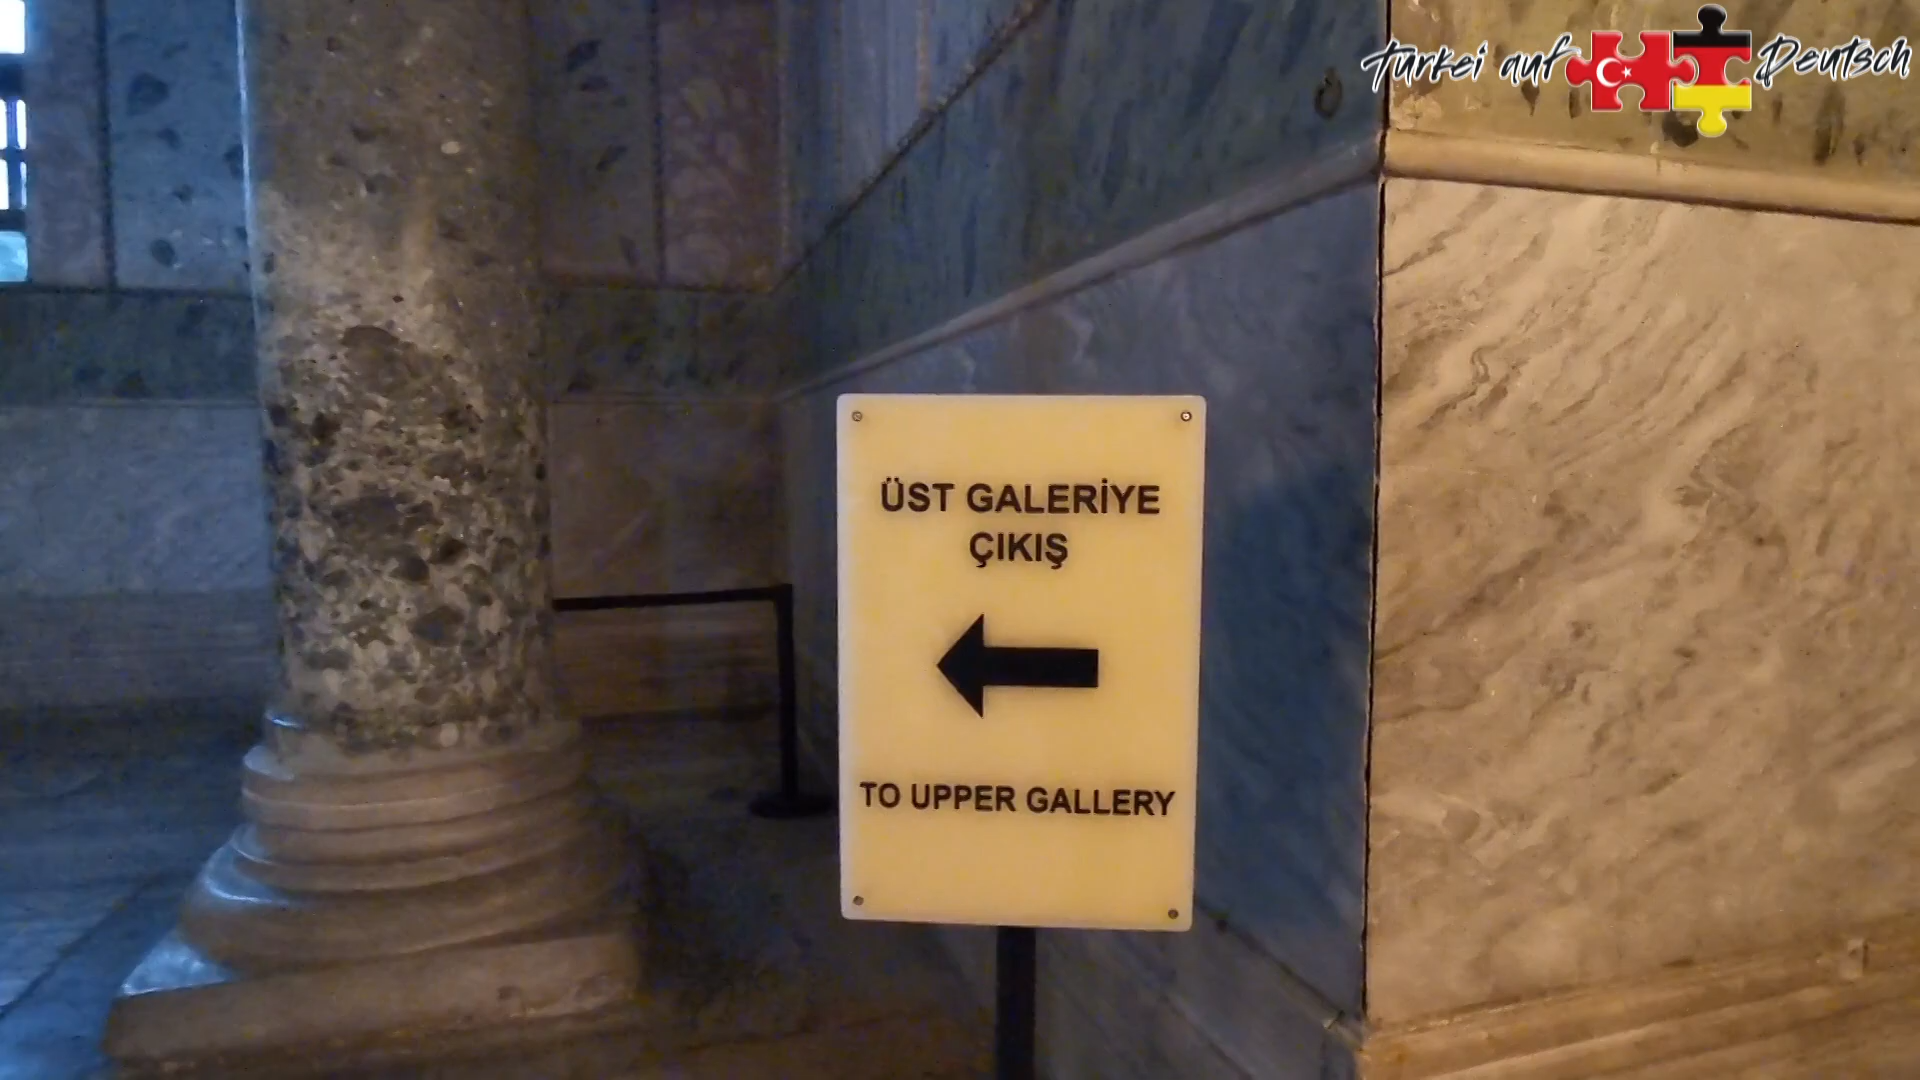 Türkei auf Deutsch
ÜST GALERİYE
ÇIKIŞ
TO UPPER GALLERY